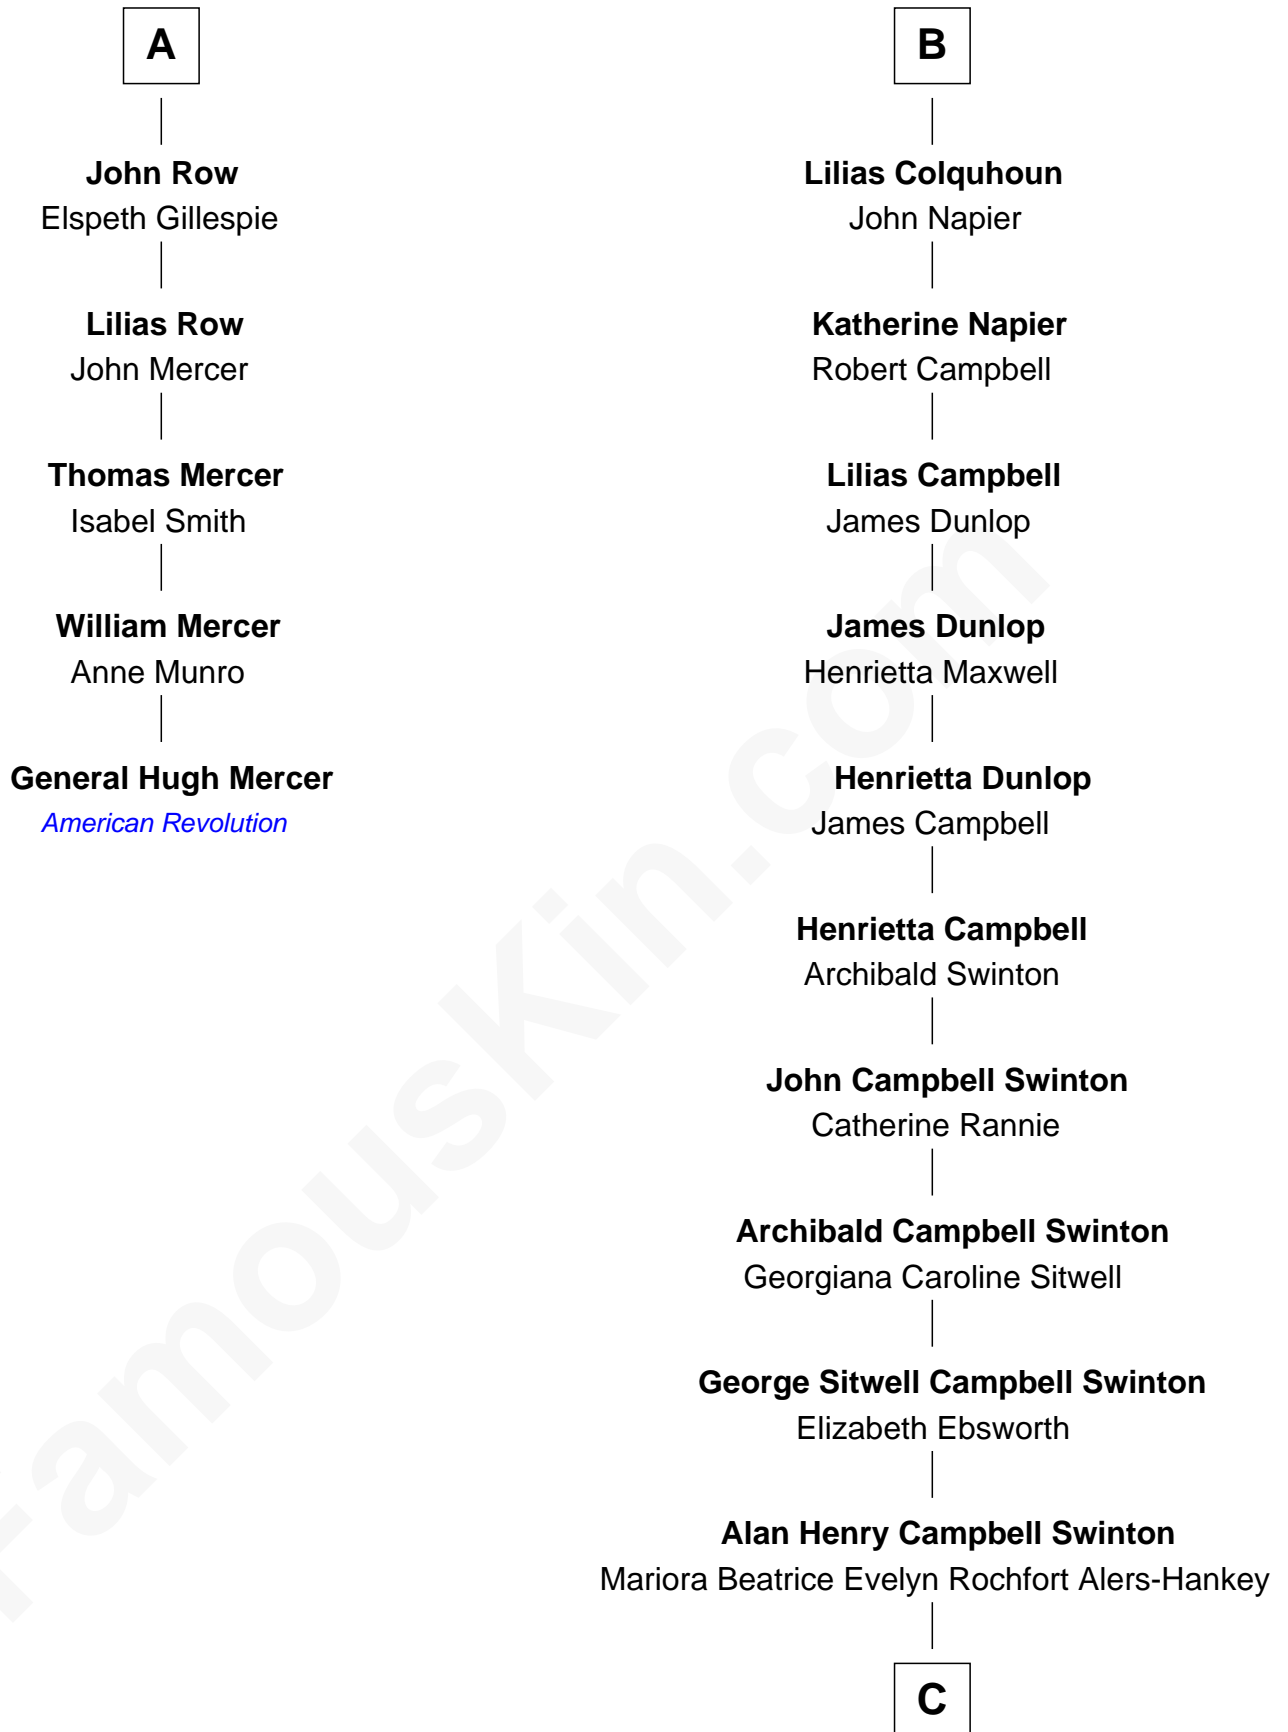 A
John Row
Elspeth Gillespie
Lilias Row
John Mercer
Thomas Mercer
Isabel Smith
William Mercer
Anne Munro
General Hugh Mercer
American Revolution
B
Lilias Colquhoun
John Napier
Katherine Napier
Robert Campbell
Lilias Campbell
James Dunlop
James Dunlop
Henrietta Maxwell
Henrietta Dunlop
James Campbell
Henrietta Campbell
Archibald Swinton
John Campbell Swinton
Catherine Rannie
Archibald Campbell Swinton
Georgiana Caroline Sitwell
George Sitwell Campbell Swinton
Elizabeth Ebsworth
Alan Henry Campbell Swinton
Mariora Beatrice Evelyn Rochfort Alers-Hankey
C
FamousKin.com